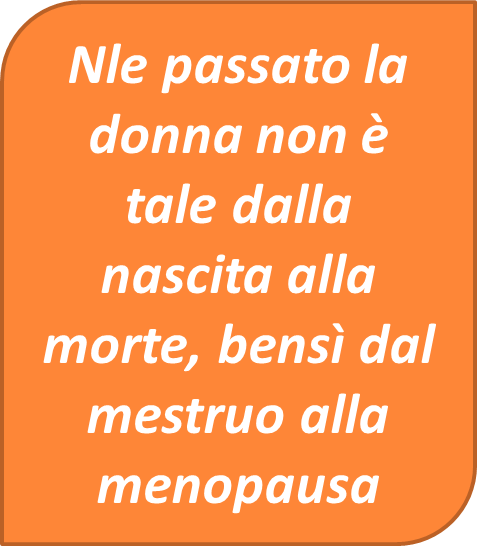 Nle passato la
donna non è
tale dalla
nascita alla
morte, bensì dal
mestruo alla
menopausa